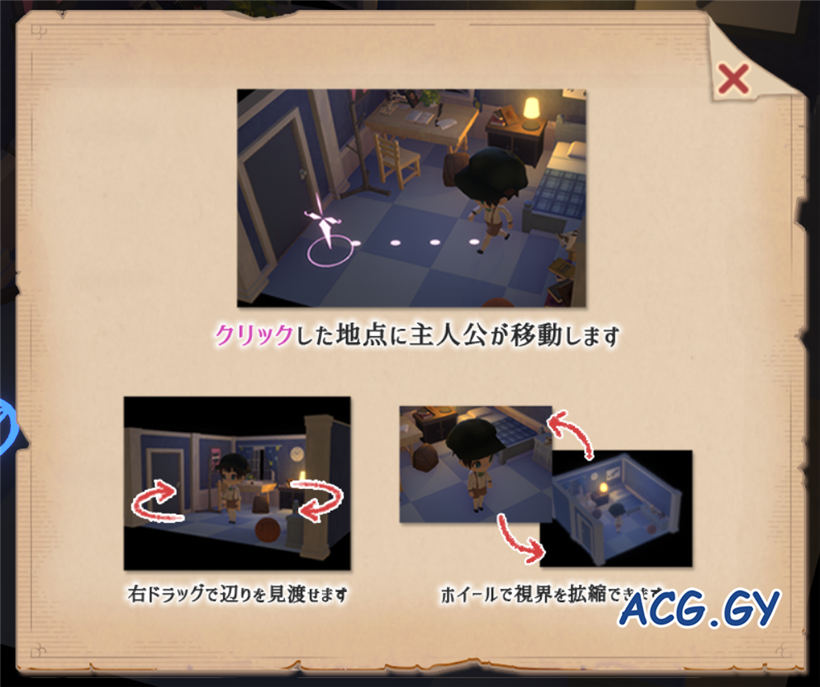 クリックした地点に主人公が移動します
右ドラッグで辺りを見渡せます
ホイールで視界を拡縮できます
ACG.GY